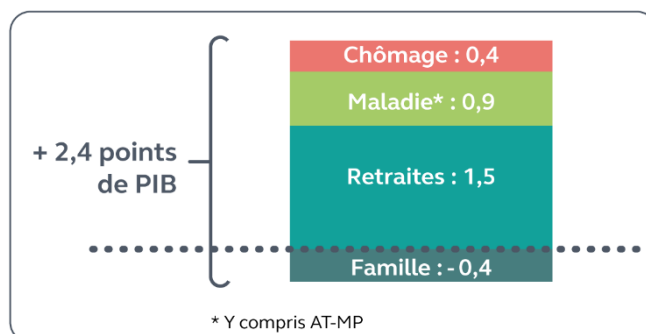 Chômage : 0,4
Maladie* : 0,9
+ 2,4 points
de PIB
Retraites : 1,5
Famille : - 0,4
* Y compris AT-MP